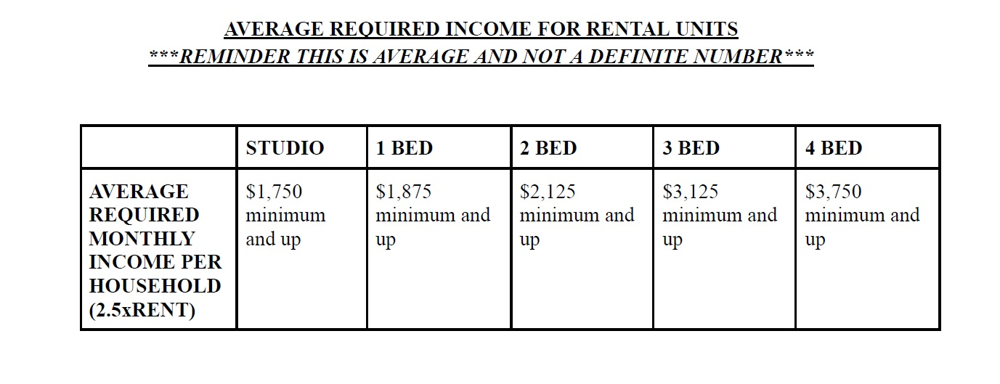 AVERAGE REQUIRED INCOME FOR RENTAL UNITS
***REMINDER THIS IS AVERAGE AND NOT A DEFINITE NUMBER***
STUDIO
1 BED
2 BED
3 BED
4 BED
AVERAGE
REQUIRED
MONTHLY
INCOME PER
HOUSEHOLD
(2.5xRENT)
$1,750
minimum
and up
$1,875
minimum and
up
$2,125
minimum and
up
$3,125
minimum and
up
$3,750
minimum and
up